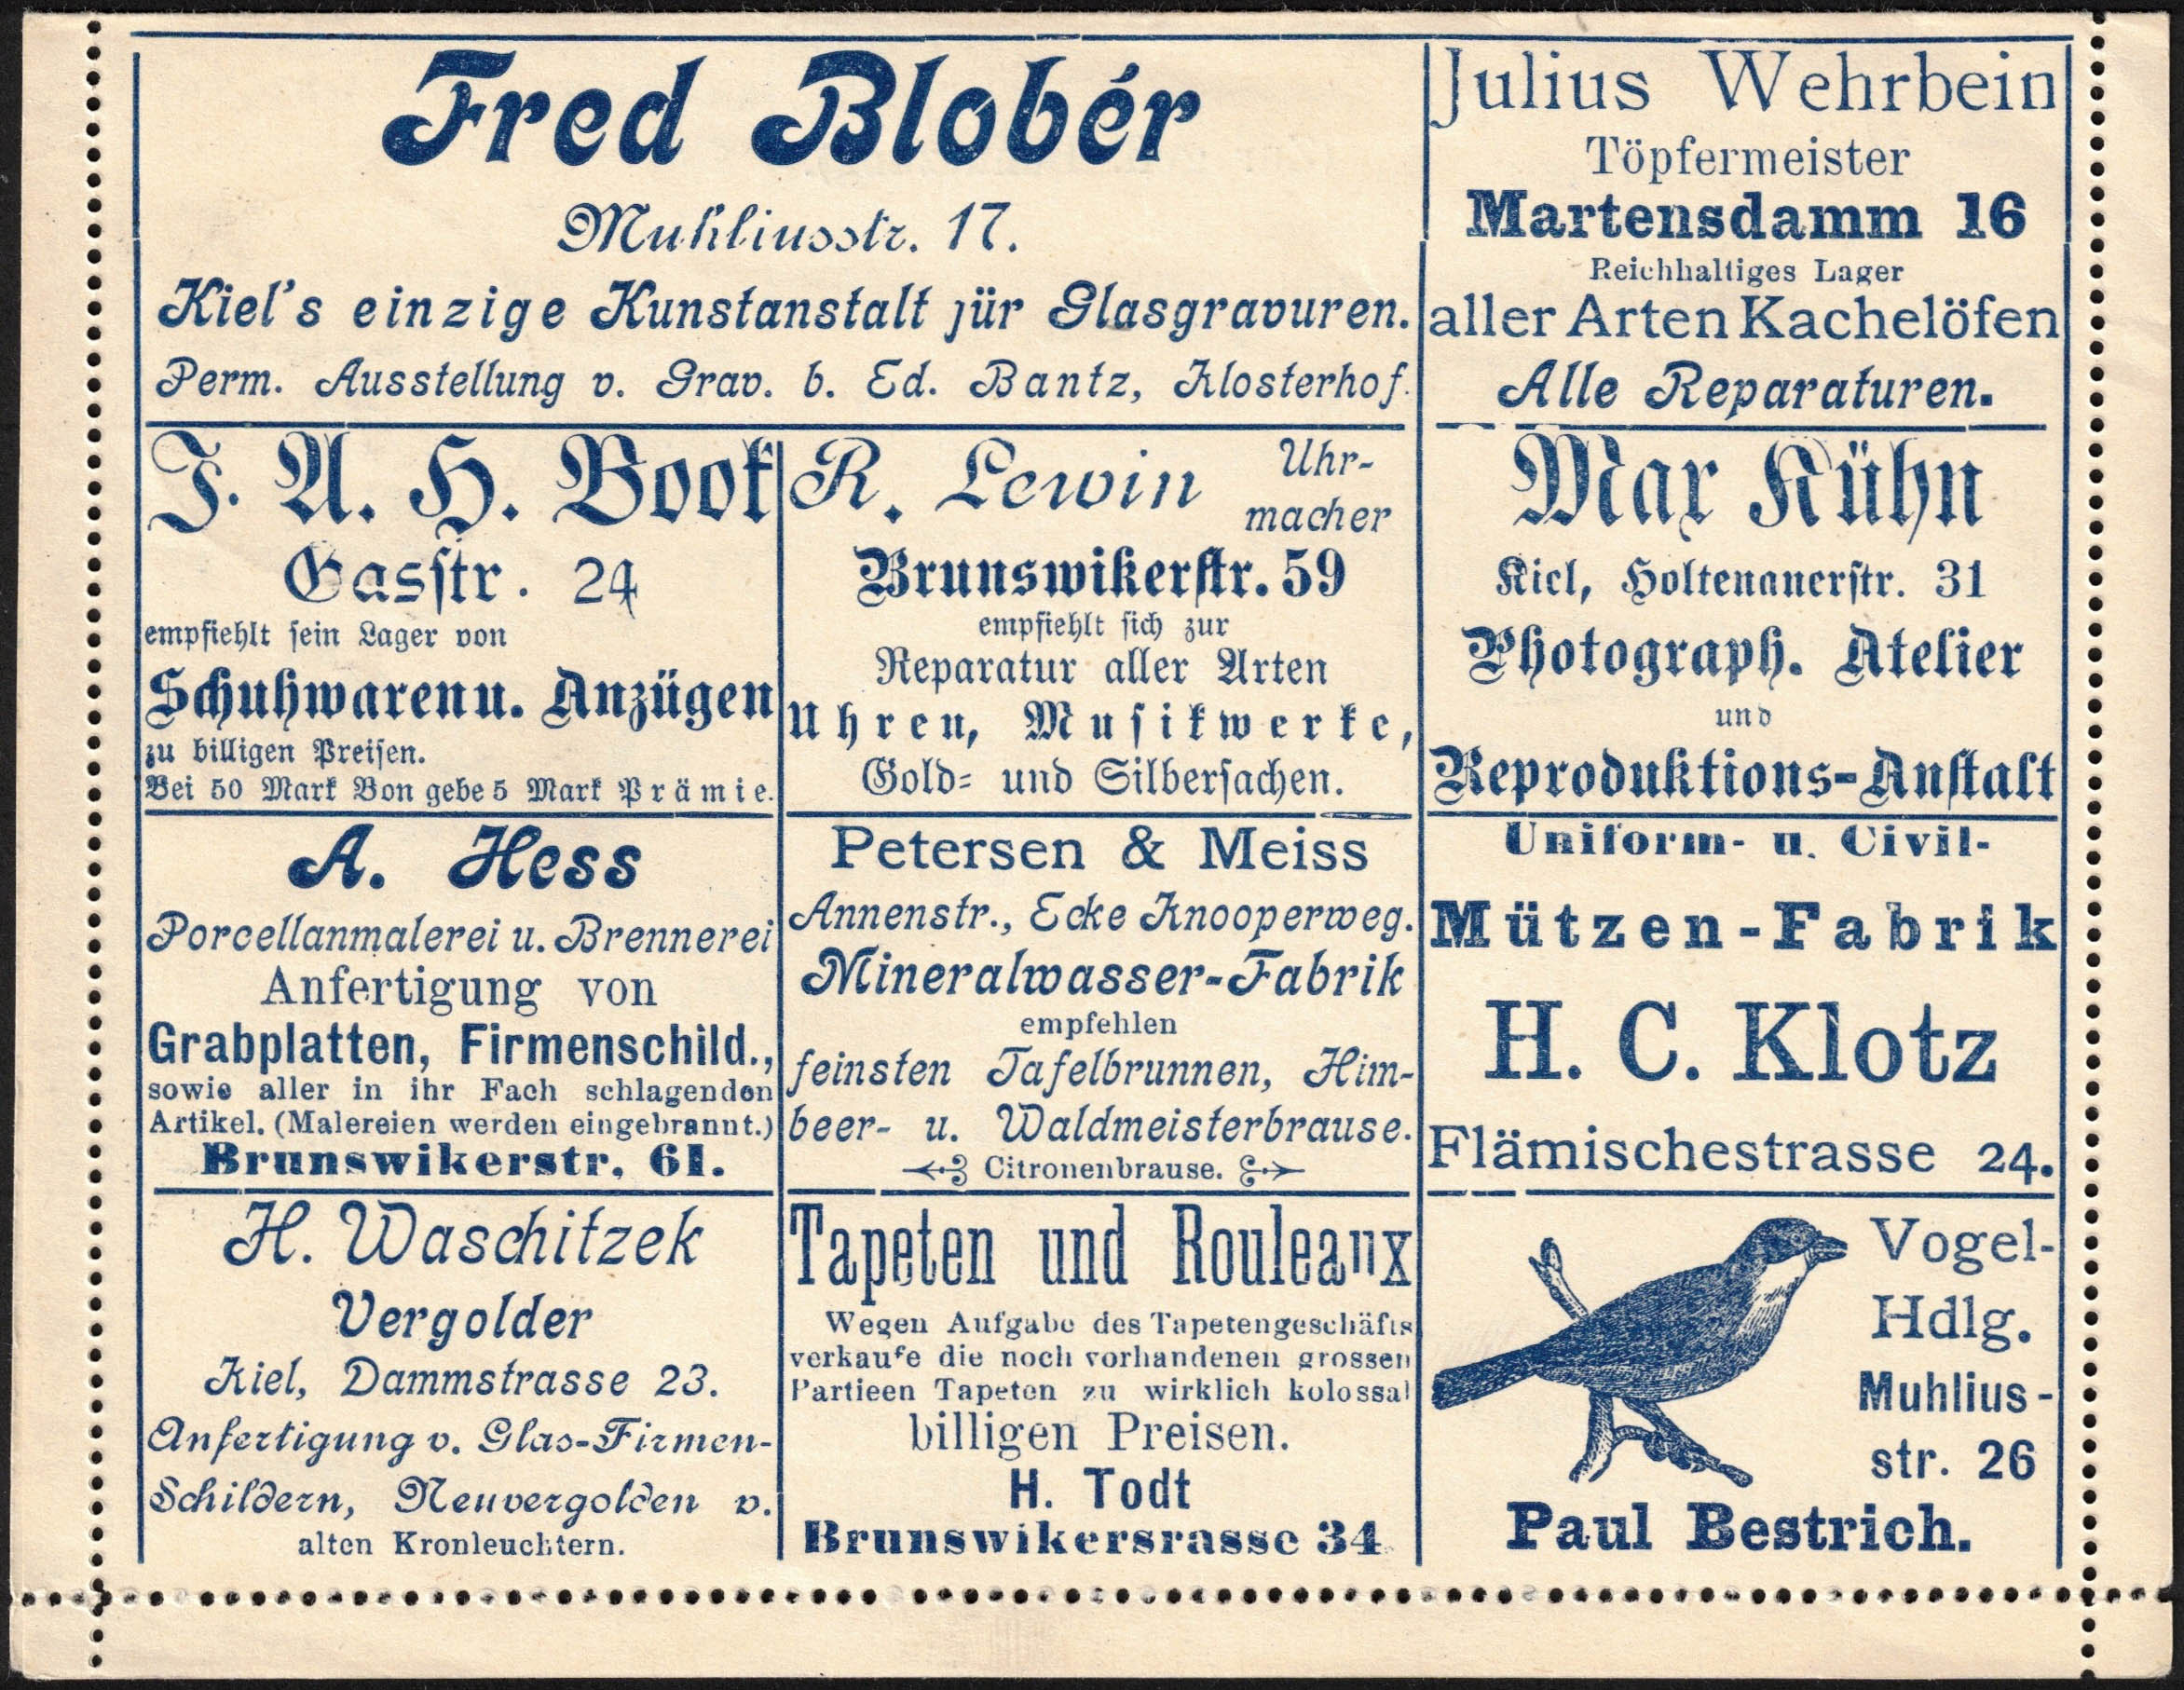 Fred Blobér
Muhliusstr. 17.
Kiel's einzige Kunstanstalt für Glasgravuren.
Perm. Ausstellung v. Grav. b. Ed. Bantz, Klosterhof.
Julius Wehrbein
Töpfermeister
Martensdamm 16
Reichhaltiges Lager
aller Arten Kachelöfen
Alle Reparaturen.
J. A. H. Book
Gasstr. 24
empfiehlt sein Lager von
Schuhwaren u. Anzügen
zu billigen Preisen.
Bei 50 Mark Bon gebe 5 Mark Prämie.
R. Lewin Uhr-
macher
Brunswikerstr. 59
empfiehlt sich zur
Reparatur aller Arten
Uhren, Musikwerke,
Gold- und Silbersachen.
Max Kühn
Kiel, Holtenauerstr. 31
Photograph. Atelier
und
Reproduktions-Anstalt
A. Hess
Porcellanmalerei u. Brennerei
Anfertigung von
Grabplatten, Firmenschild.,
sowie aller in ihr Fach schlagenden
Artikel. (Malereien werden eingebrannt.)
Brunswikerstr. 61.
Petersen & Meiss
Annenstr., Ecke Knooperweg.
Mineralwasser-Fabrik
empfehlen
feinsten Tafelbrunnen, Him-
beer- u. Waldmeisterbrause.
Citronenbrause.
Uniform- u. Civil-
Mützen-Fabrik
H. C. Klotz
Flämischestrasse 24.
H. Waschitzek
Vergolder
Kiel, Dammstrasse 23.
Anfertigung v. Glas-Firmen-
Schildern, Neuvergolden v.
alten Kronleuchtern.
Tapeten und Rouleaux
Wegen Aufgabe des Tapetengeschäfts
verkaufe die noch vorhandenen grossen
Partieen Tapeten zu wirklich kolossal
billigen Preisen.
H. Todt
Brunswikersrasse 34
Vogel-
Hdlg.
Muhlius-
str. 26
Paul Bestrich.